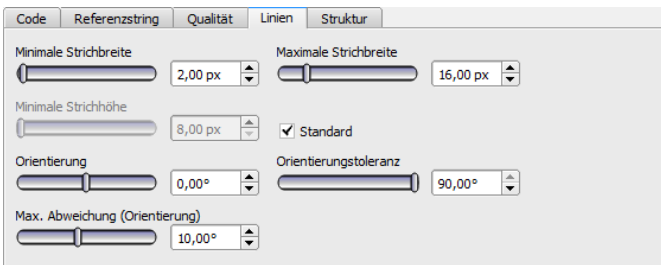 Code Referenzstring Qualität Linien Struktur
Minimale Strichbreite Maximale Strichbreite
2,00 px 16,00 px
Minimale Strichhöhe
8,00 px Standard
Orientierung Orientierungstoleranz
0,00° 90,00°
Max. Abweichung (Orientierung)
10,00°